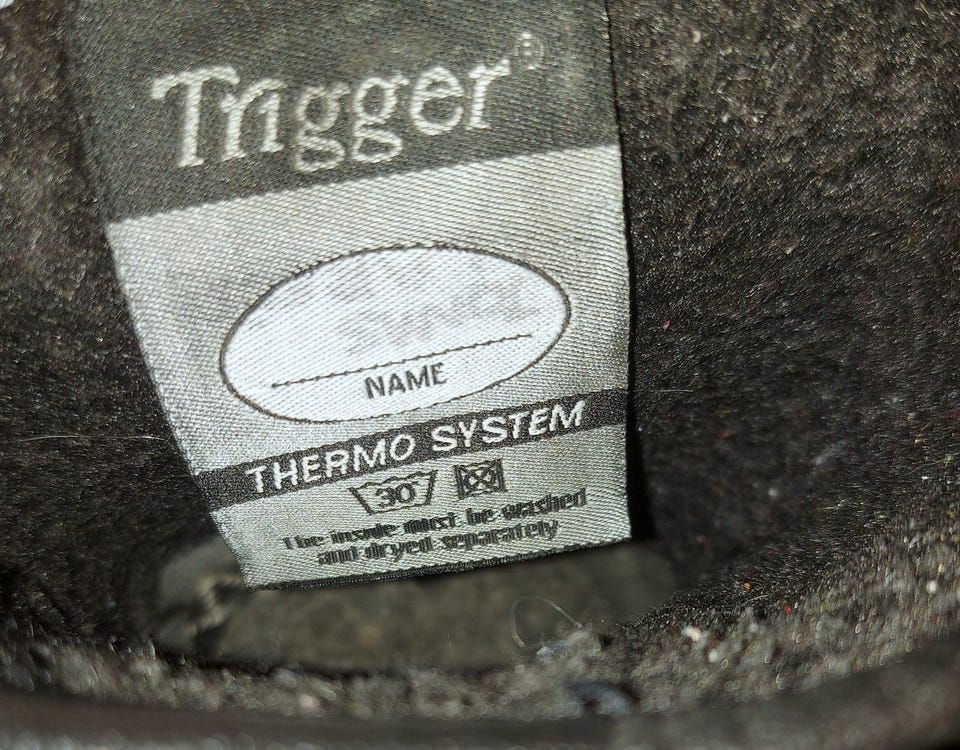 Trigger®
NAME
THERMO SYSTEM
30
The inside must be washed
and dryed separately